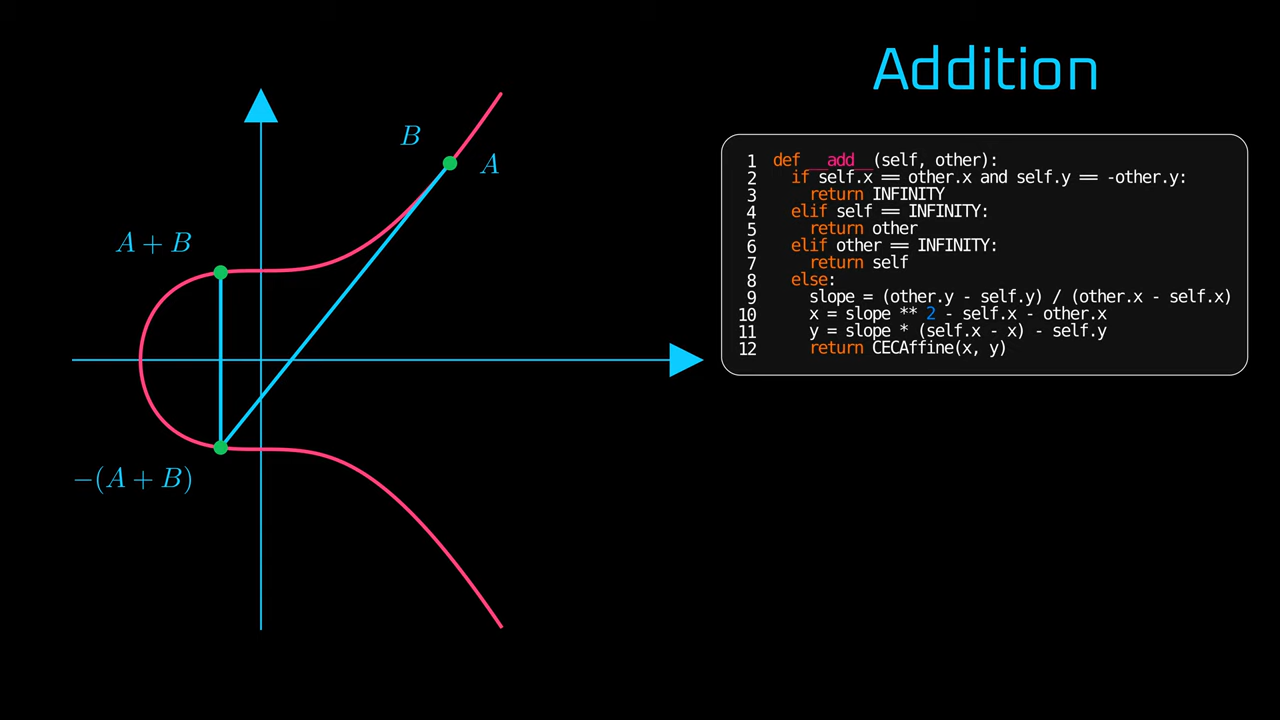 Addition
B
A
A + B
−(A + B)
1 def __add__(self, other):
2   if self.x == other.x and self.y == -other.y:
3     return INFINITY
4   elif self == INFINITY:
5     return other
6   elif other == INFINITY:
7     return self
8   else:
9     slope = (other.y - self.y) / (other.x - self.x)
10     x = slope ** 2 - self.x - other.x
11     y = slope * (self.x - x) - self.y
12     return CECAffine(x, y)